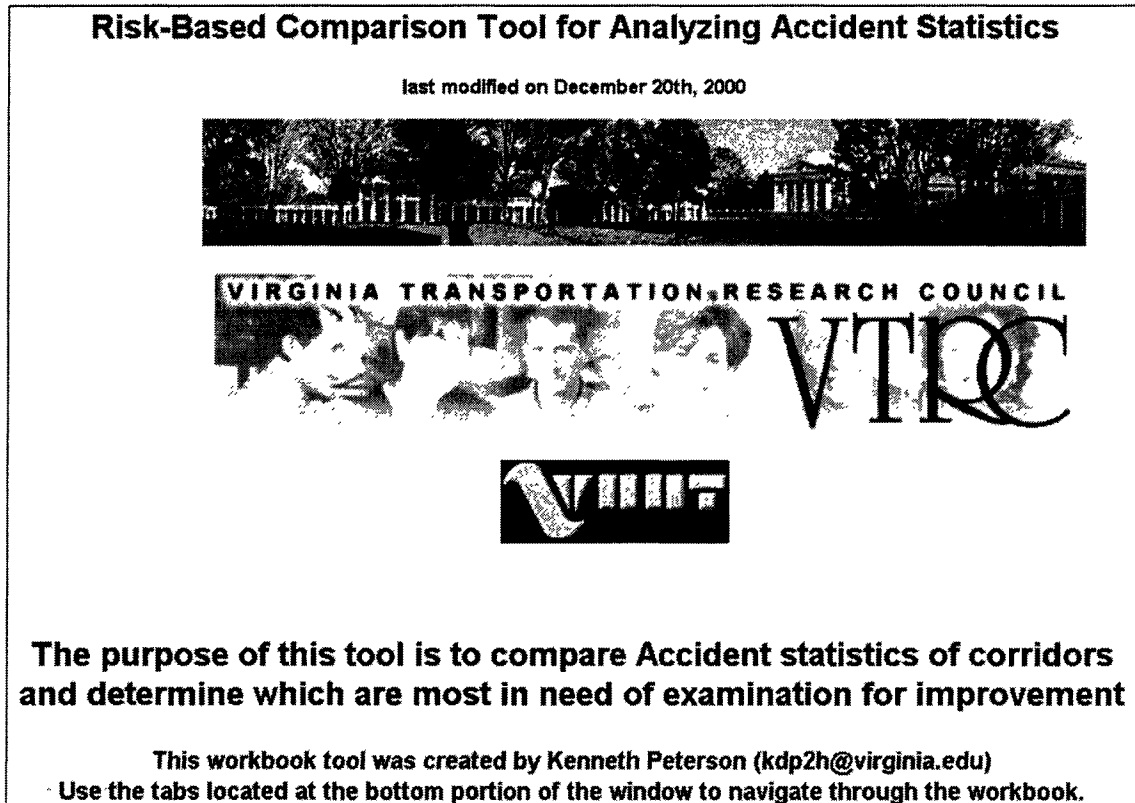 Risk-Based Comparison Tool for Analyzing Accident Statistics
last modified on December 20th, 2000
VIRGINIA TRANSPORTATION RESEARCH COUNCIL
VTRC
The purpose of this tool is to compare Accident statistics of corridors
and determine which are most in need of examination for improvement
This workbook tool was created by Kenneth Peterson (kdp2h@virginia.edu)
Use the tabs located at the bottom portion of the window to navigate through the workbook.